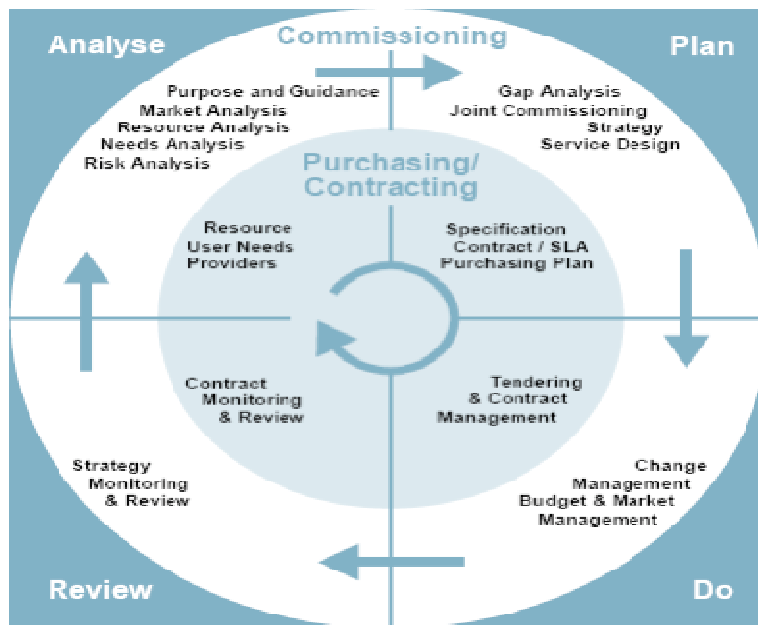 Analyse
Commissioning
Plan
Purpose and Guidance
Market Analysis
Resource Analysis
Needs Analysis
Risk Analysis
Gap Analysis
Joint Commissioning
Strategy
Service Design
Purchasing/
Contracting
Resource
User Needs
Providers
Specification
Contract / SLA
Purchasing Plan
Contract
Monitoring
& Review
Tendering
& Contract
Management
Strategy
Monitoring
& Review
Change
Management
Budget & Market
Management
Review
Do